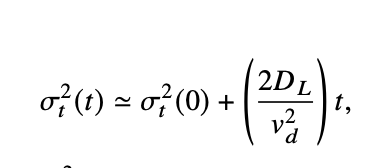 σ_t^2(t) ≃ σ_t^2(0) + (2D_L / v_d^2) t,